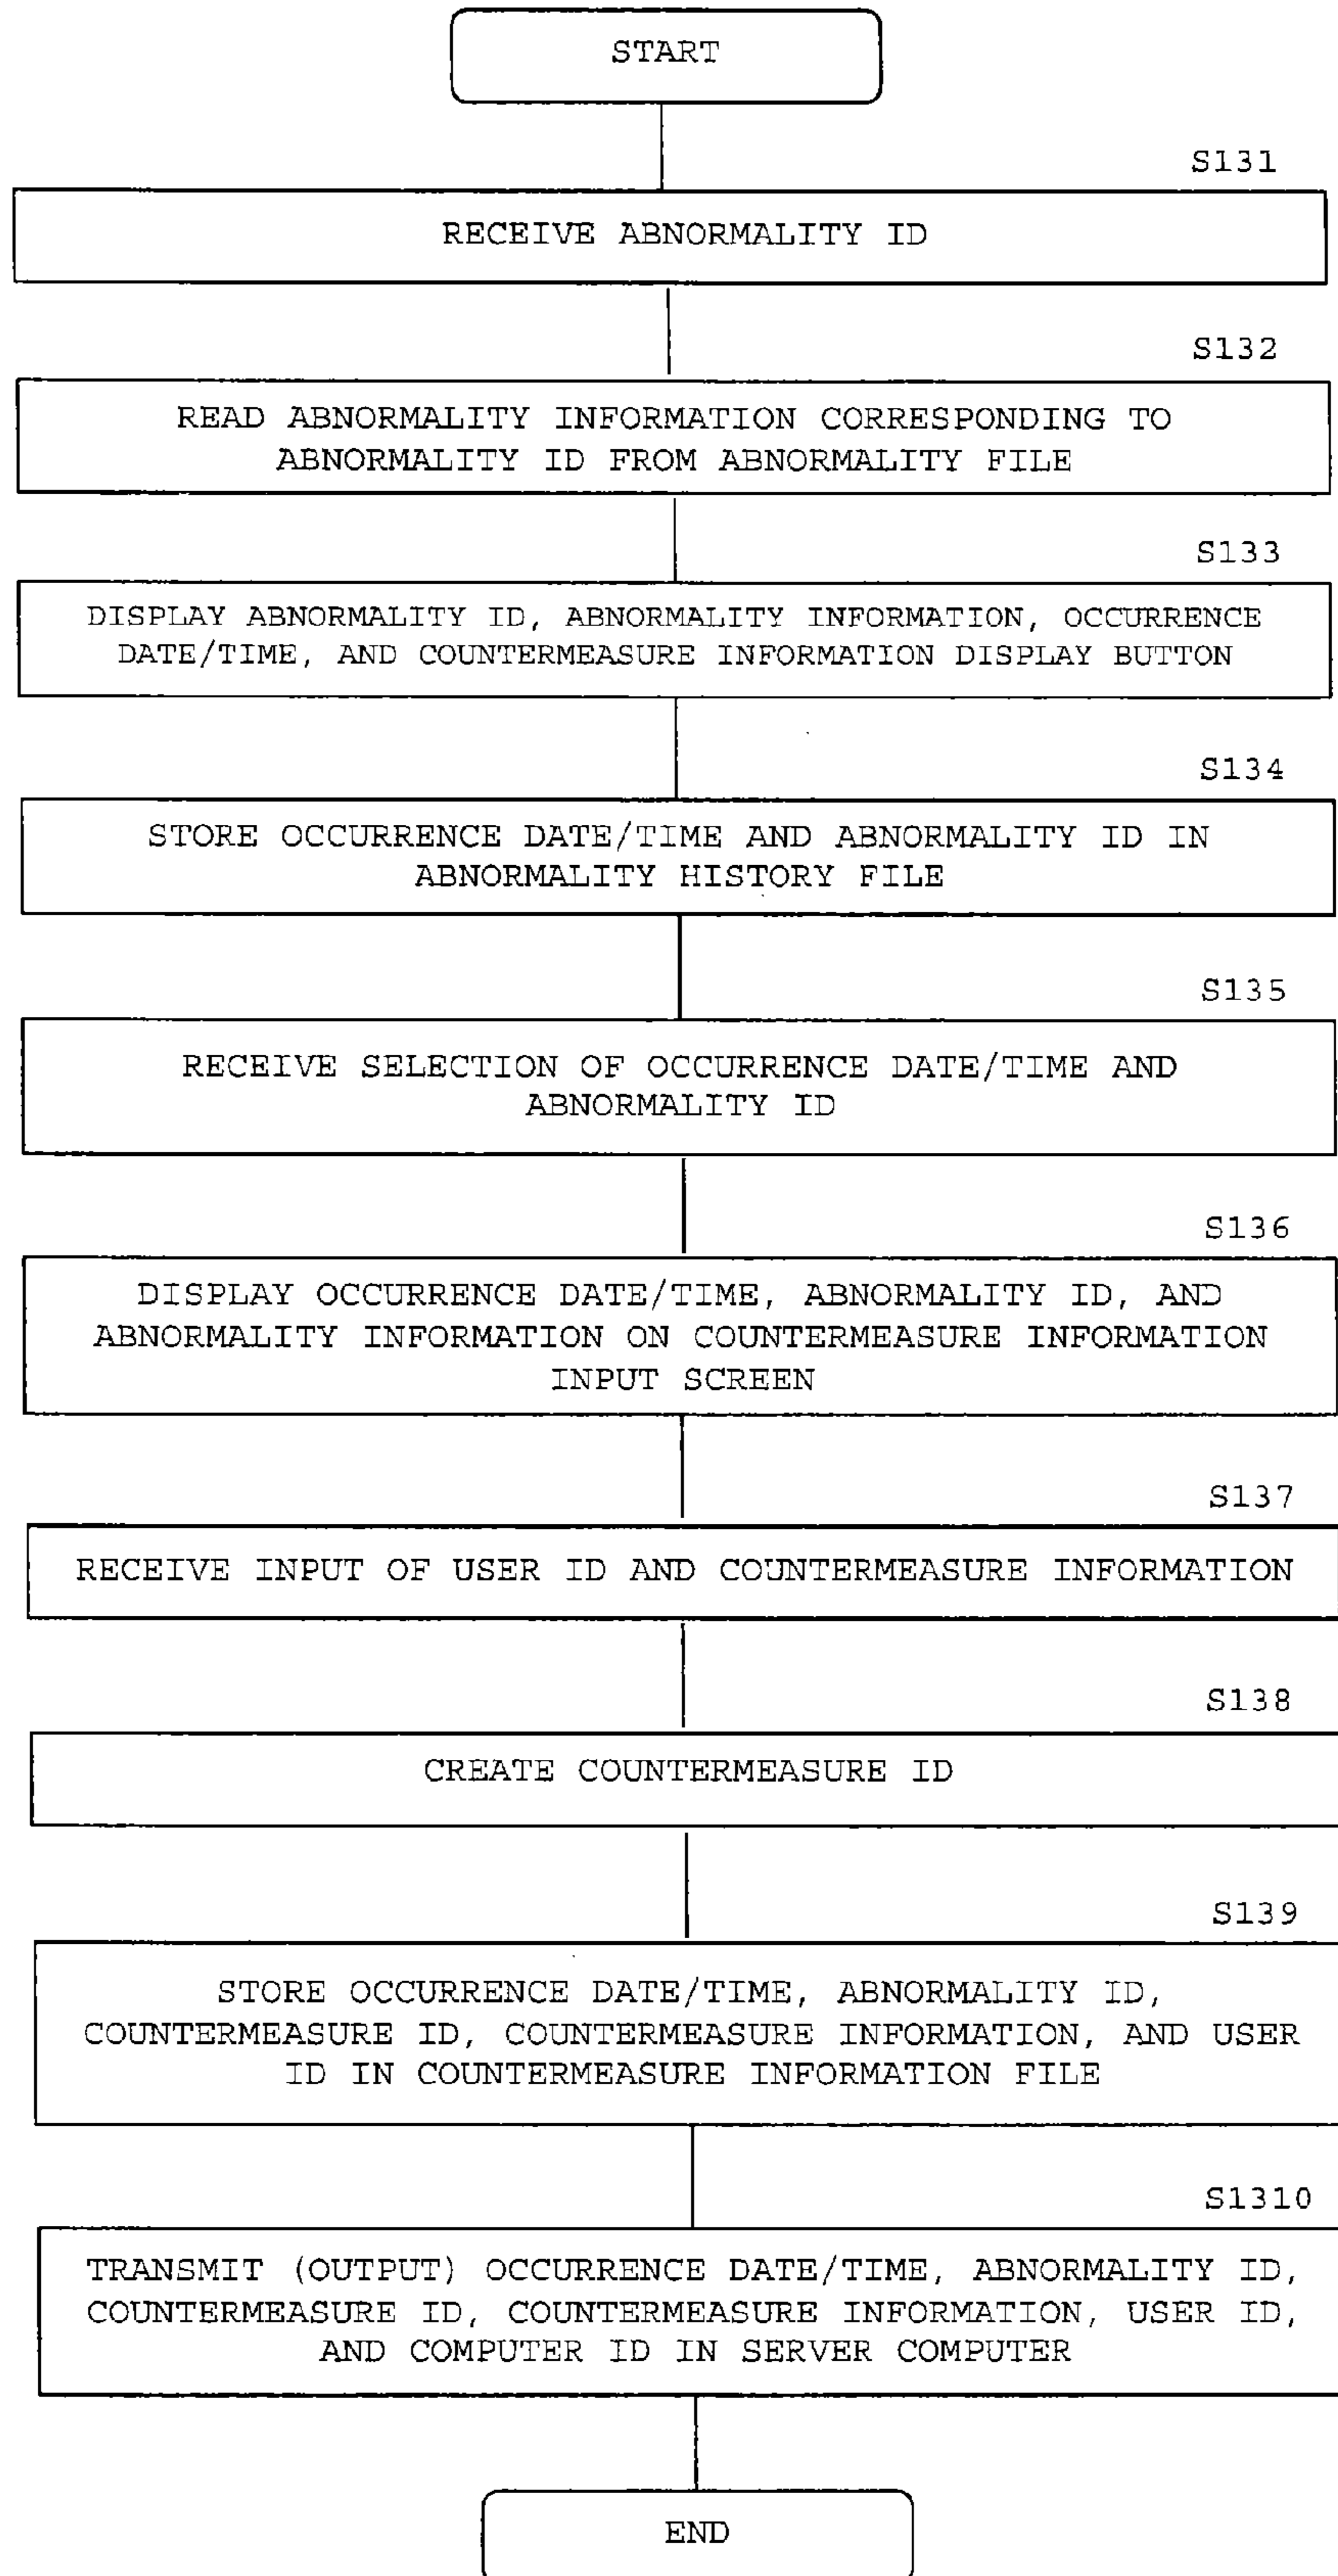 START
S131
RECEIVE ABNORMALITY ID
S132
READ ABNORMALITY INFORMATION CORRESPONDING TO
ABNORMALITY ID FROM ABNORMALITY FILE
S133
DISPLAY ABNORMALITY ID, ABNORMALITY INFORMATION, OCCURRENCE
DATE/TIME, AND COUNTERMEASURE INFORMATION DISPLAY BUTTON
S134
STORE OCCURRENCE DATE/TIME AND ABNORMALITY ID IN
ABNORMALITY HISTORY FILE
S135
RECEIVE SELECTION OF OCCURRENCE DATE/TIME AND
ABNORMALITY ID
S136
DISPLAY OCCURRENCE DATE/TIME, ABNORMALITY ID, AND
ABNORMALITY INFORMATION ON COUNTERMEASURE INFORMATION
INPUT SCREEN
S137
RECEIVE INPUT OF USER ID AND COUNTERMEASURE INFORMATION
S138
CREATE COUNTERMEASURE ID
S139
STORE OCCURRENCE DATE/TIME, ABNORMALITY ID,
COUNTERMEASURE ID, COUNTERMEASURE INFORMATION, AND USER
ID IN COUNTERMEASURE INFORMATION FILE
S1310
TRANSMIT (OUTPUT) OCCURRENCE DATE/TIME, ABNORMALITY ID,
COUNTERMEASURE ID, COUNTERMEASURE INFORMATION, USER ID,
AND COMPUTER ID IN SERVER COMPUTER
END